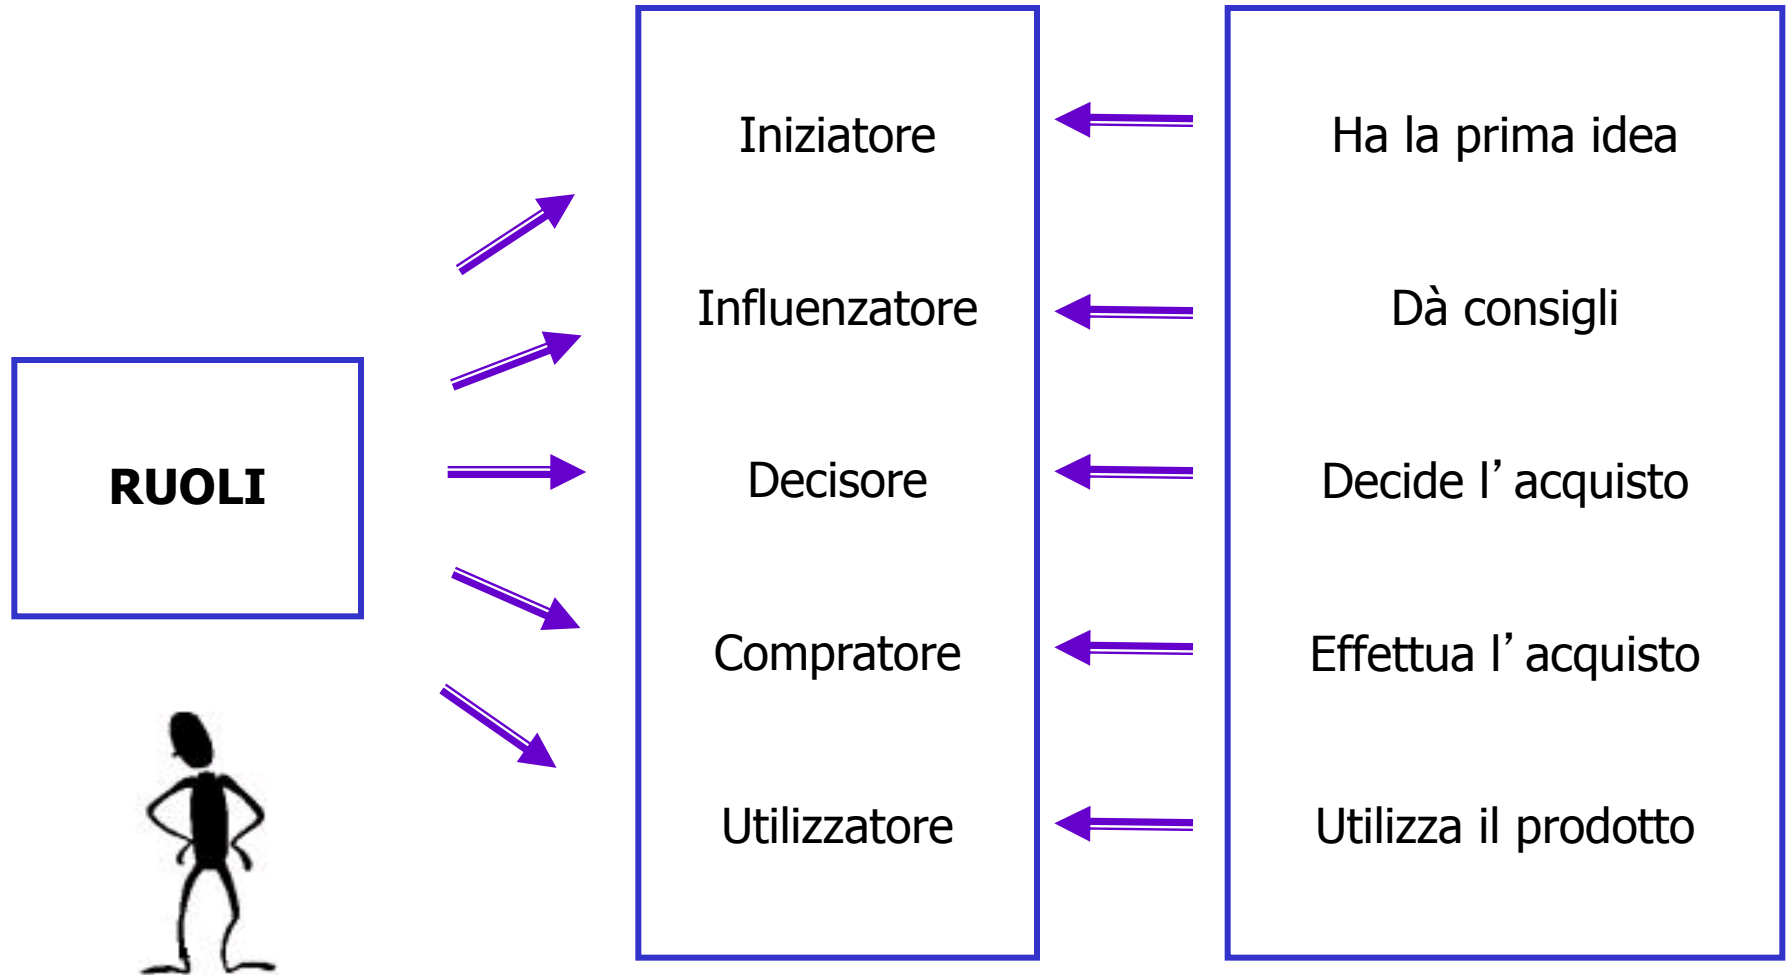 RUOLI
Iniziatore
Influenzatore
Decisore
Compratore
Utilizzatore
Ha la prima idea
Dà consigli
Decide l’ acquisto
Effettua l’ acquisto
Utilizza il prodotto